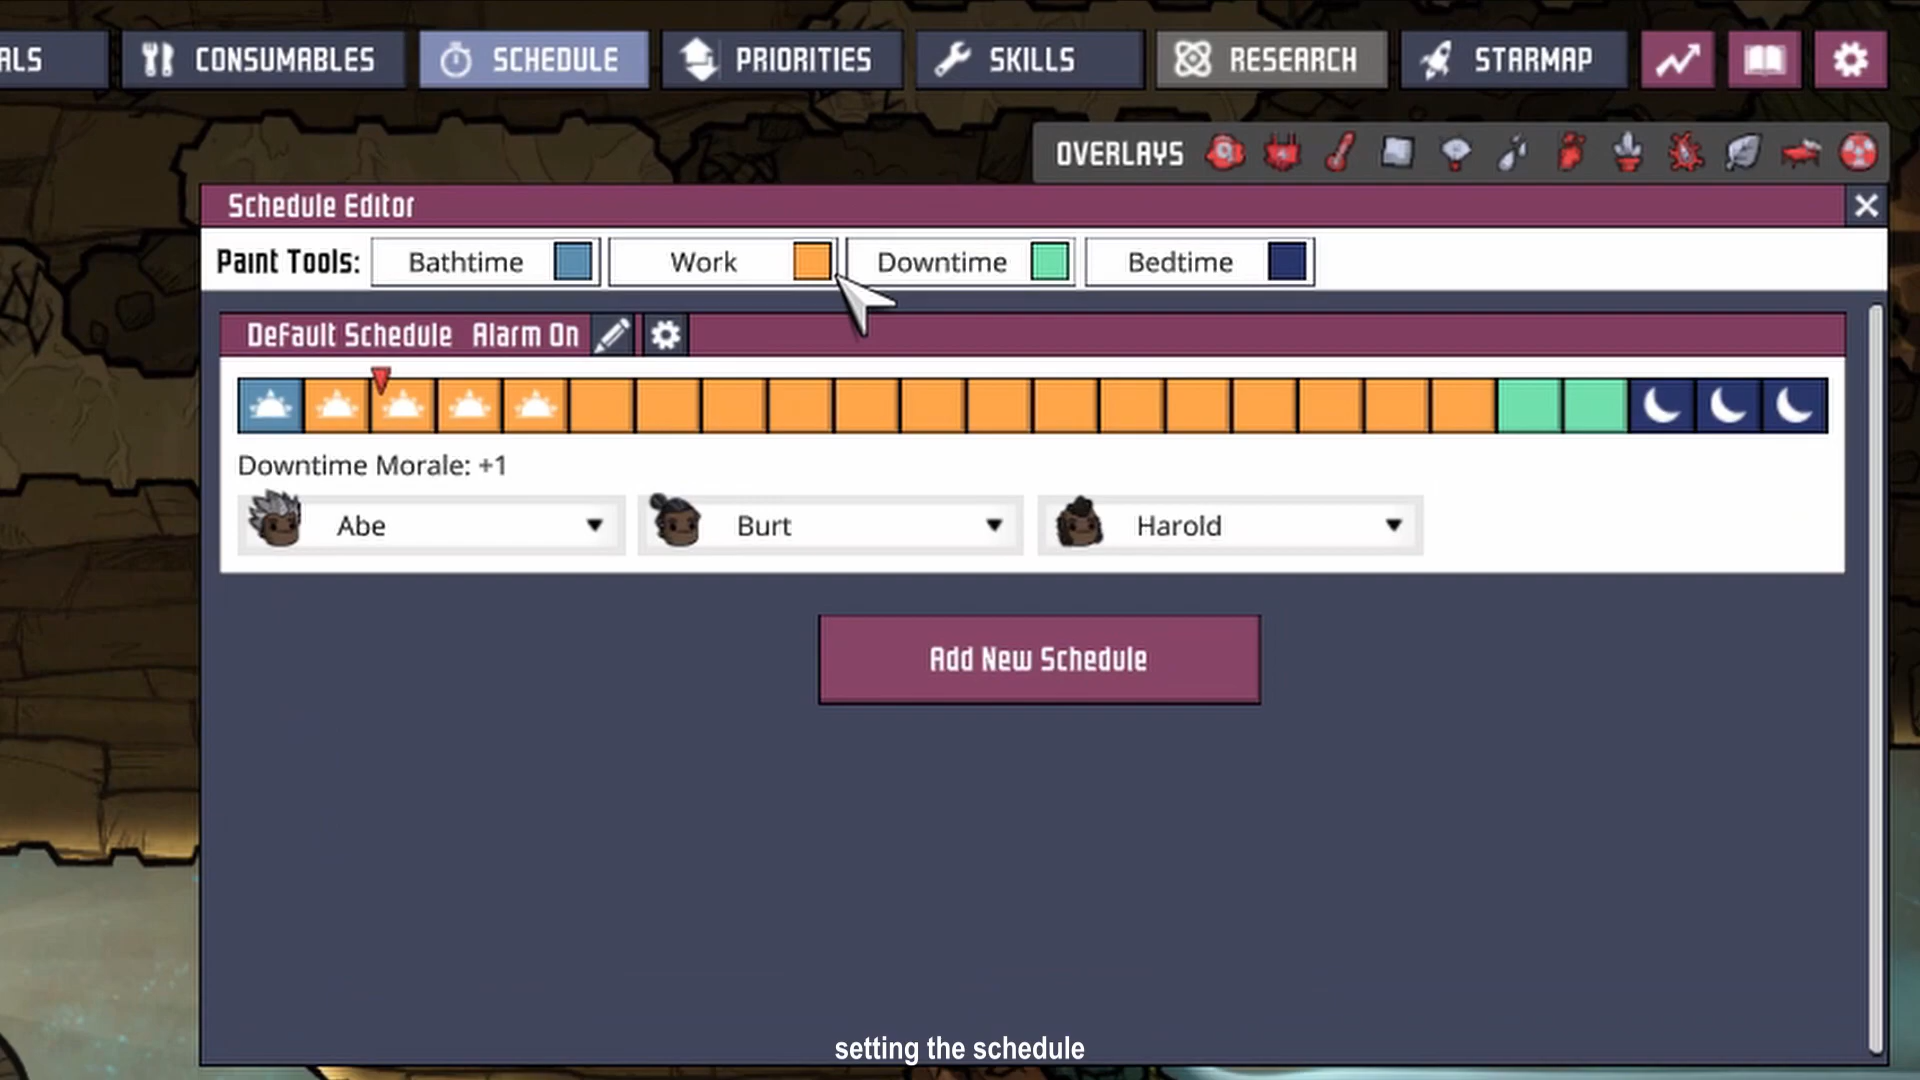 ALS CONSUMABLES SCHEDULE PRIORITIES SKILLS RESEARCH STARMAP
OVERLAYS
Schedule Editor
Paint Tools: Bathtime Work Downtime Bedtime
Default Schedule Alarm On
Downtime Morale: +1
Abe Burt Harold
Add New Schedule
setting the schedule